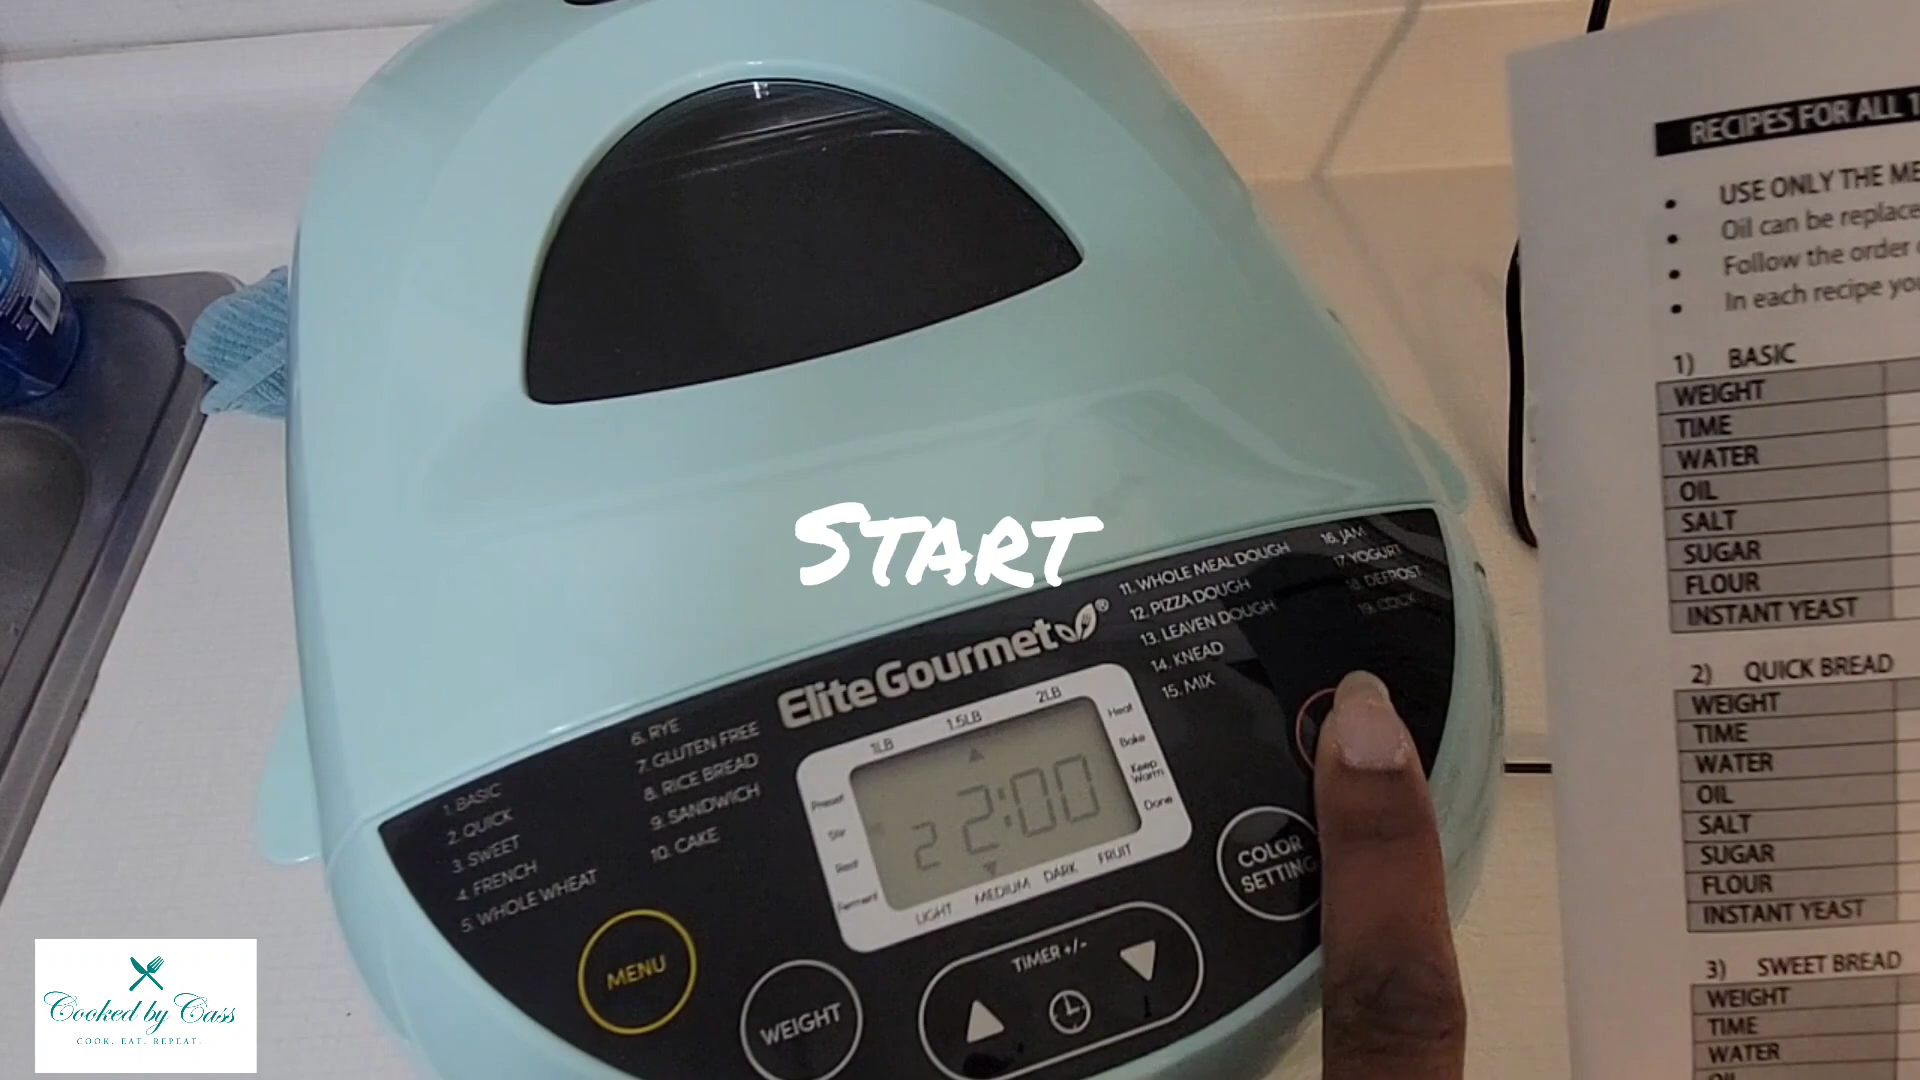 START
EliteGourmet®
1. BASIC
2. QUICK
3. SWEET
4. FRENCH
5. WHOLE WHEAT
6. RYE
7. GLUTEN FREE
8. RICE BREAD
9. SANDWICH
10. CAKE
11. WHOLE MEAL DOUGH
12. PIZZA DOUGH
13. LEAVEN DOUGH
14. KNEAD
15. MIX
16. JAM
17. YOGURT
18. DEFROST
1LB 1.5LB 2LB
Preset
Stir
Rest
Ferment
2 2:00
Heat
Bake
Keep
Warm
Done
LIGHT MEDIUM DARK FRUIT
MENU
WEIGHT
TIMER +/-
COLOR
SETTING
RECIPES FOR ALL
USE ONLY THE
Oil can be
Follow the order
In each recipe
1) BASIC
WEIGHT
TIME
WATER
OIL
SALT
SUGAR
FLOUR
INSTANT YEAST
2) QUICK BREAD
WEIGHT
TIME
WATER
OIL
SALT
SUGAR
FLOUR
INSTANT YEAST
3) SWEET BREAD
WEIGHT
TIME
WATER
Cooked by Cass
COOK. EAT. REPEAT.